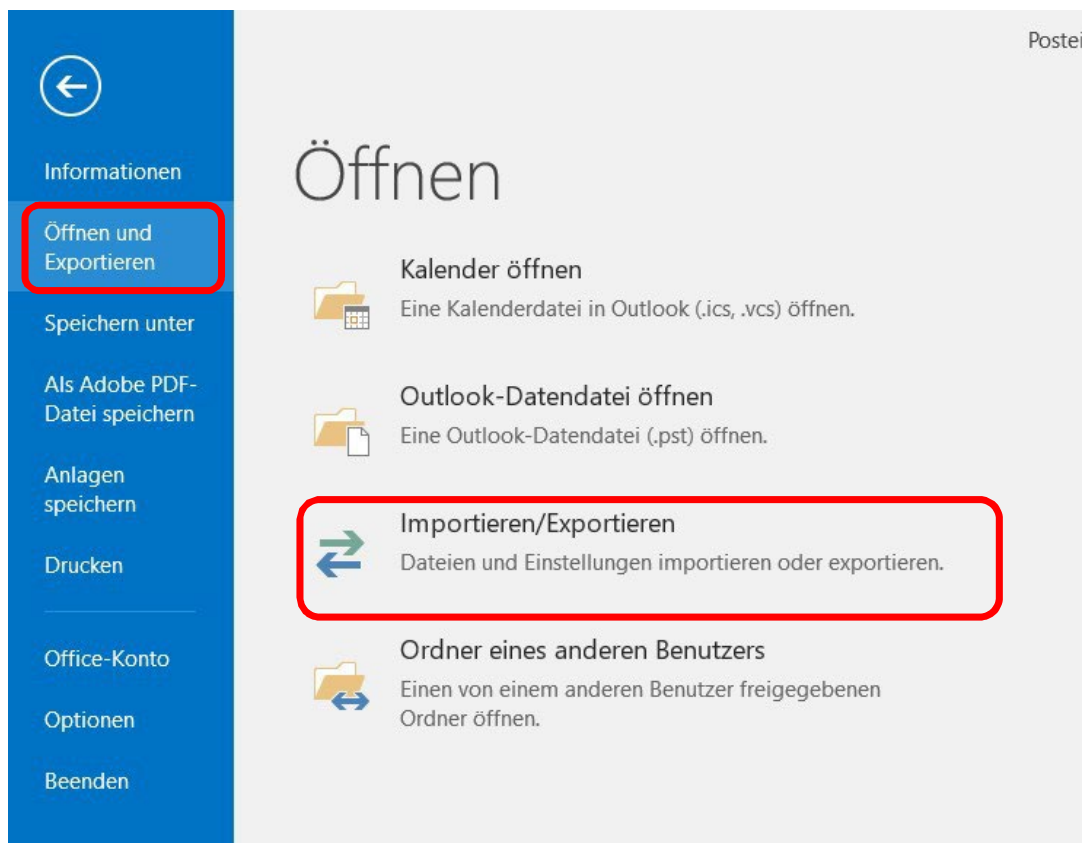 Postei
Informationen
Öffnen und
Exportieren
Speichern unter
Als Adobe PDF-
Datei speichern
Anlagen
speichern
Drucken
Office-Konto
Optionen
Beenden
Öffnen
Kalender öffnen
Eine Kalenderdatei in Outlook (.ics, .vcs) öffnen.
Outlook-Datendatei öffnen
Eine Outlook-Datendatei (.pst) öffnen.
Importieren/Exportieren
Dateien und Einstellungen importieren oder exportieren.
Ordner eines anderen Benutzers
Einen von einem anderen Benutzer freigegebenen
Ordner öffnen.